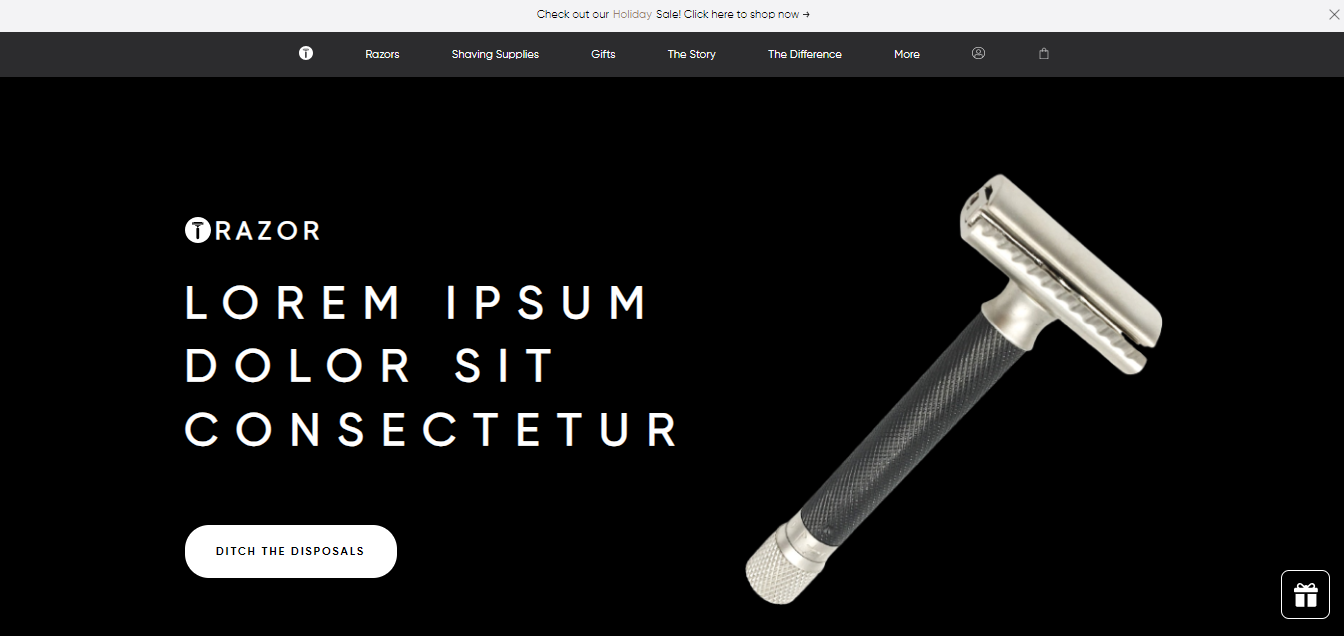 Check out our Holiday Sale! Click here to shop now →
Razors Shaving Supplies Gifts The Story The Difference More
RAZOR
LOREM IPSUM
DOLOR SIT
CONSECTETUR
DITCH THE DISPOSALS